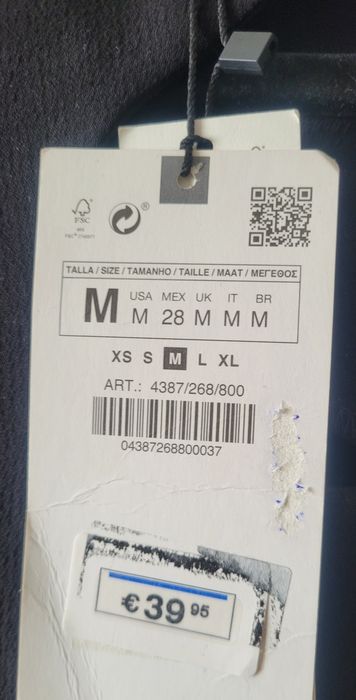 FSC
®
TALLA / SIZE / TAMANHO / TAILLE / MAAT / ΜΕΓΕΘΟΣ
M
USA MEX UK IT BR
M 28 M M M
XS S M L XL
ART.: 4387/268/800
04387268800037
€39 95